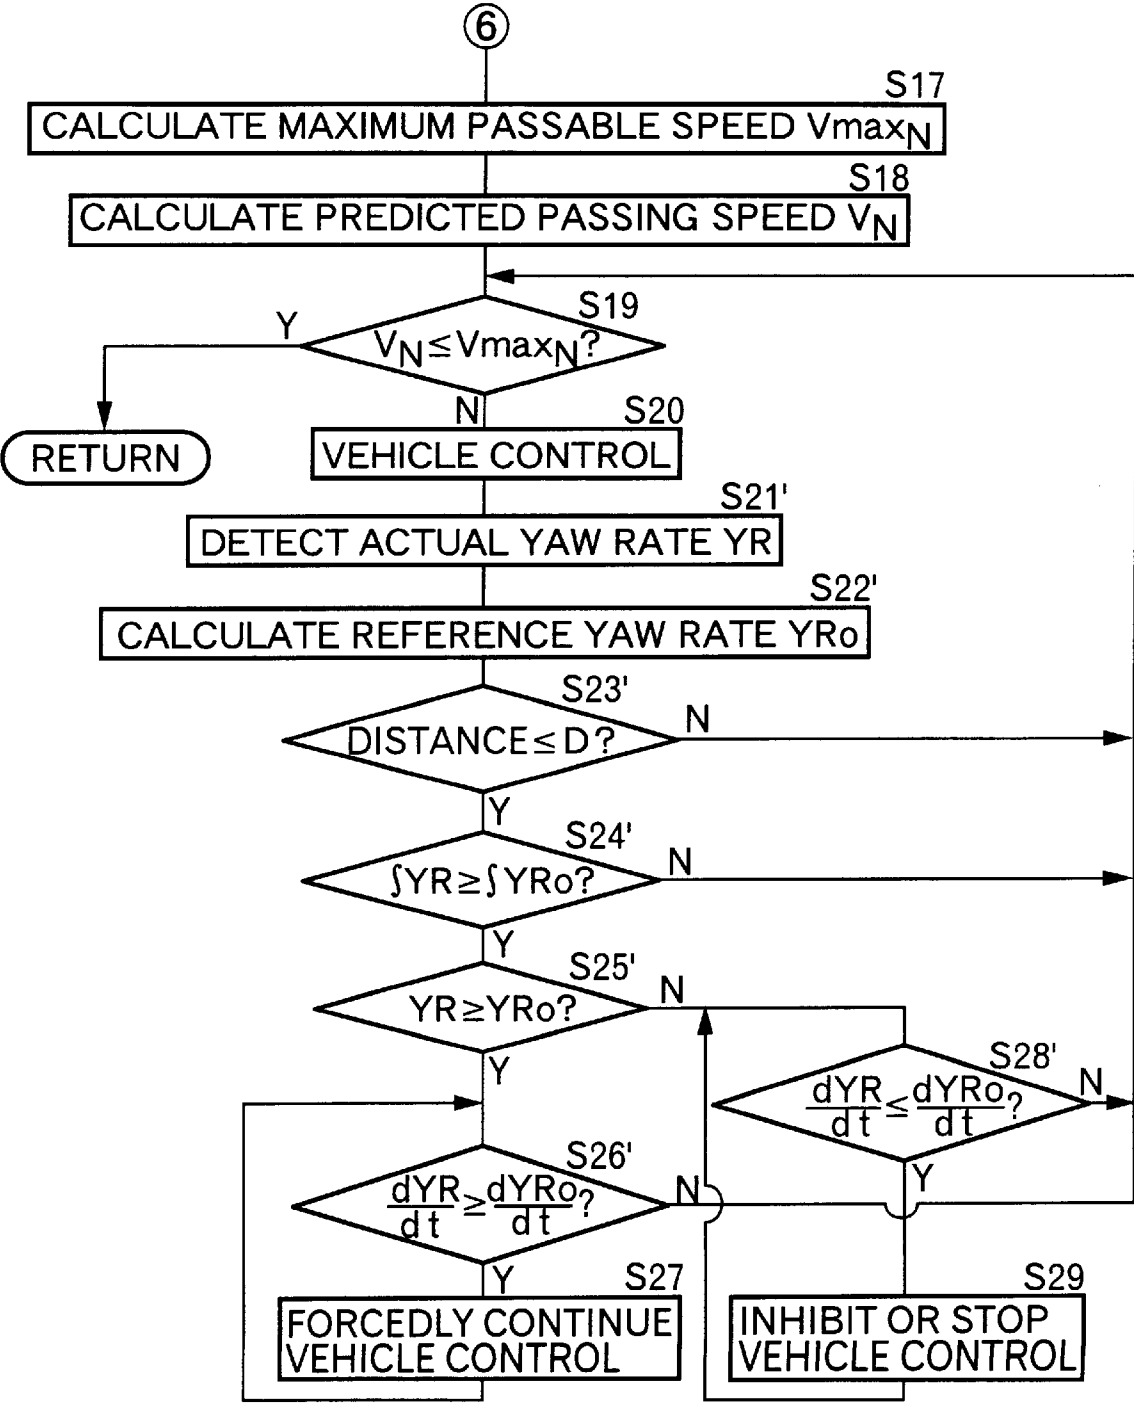 6
S17
CALCULATE MAXIMUM PASSABLE SPEED VmaxN
S18
CALCULATE PREDICTED PASSING SPEED VN
S19
Y
VN≤VmaxN?
N
S20
RETURN
VEHICLE CONTROL
S21'
DETECT ACTUAL YAW RATE YR
S22'
CALCULATE REFERENCE YAW RATE YRo
S23'
N
DISTANCE≤D?
Y
S24'
N
∫YR≥∫YRo?
Y
S25'
N
YR≥YRo?
Y
S28'
N
dYR/dt≤dYRo/dt?
Y
S26'
N
dYR/dt≥dYRo/dt?
Y
S27
FORCEDLY CONTINUE
VEHICLE CONTROL
S29
INHIBIT OR STOP
VEHICLE CONTROL